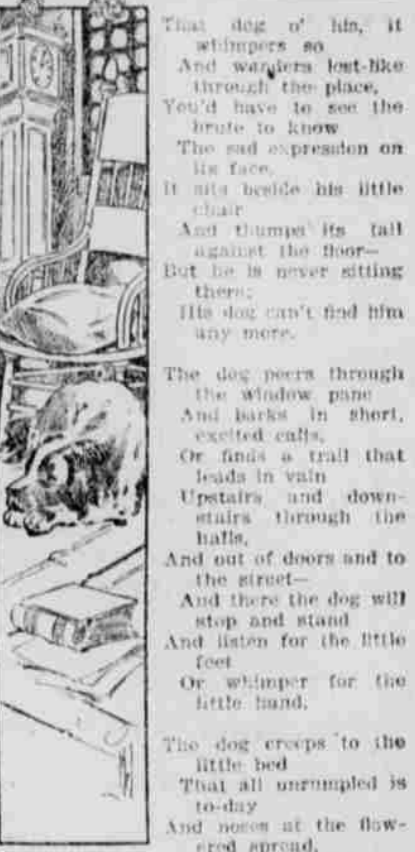 That dog o' his, it
whimpers so
And wanders lost-like
through the place,
You'd have to see the
brute to know
The sad expression on
its face.
It sits beside his little
chair
And thumps its tail
against the floor—
But he is never sitting
there;
His dog can't find him
any more.
The dog peers through
the window pane
And barks in short,
excited calls,
Or finds a trail that
leads in vain
Upstairs and down-
stairs through the
halls,
And out of doors and to
the street—
And there the dog will
stop and stand
And listen for the little
feet
Or whimper for the
little hand.
The dog creeps to the
little bed
That all unrumpled is
to-day
And noses at the flow-
ered spread,